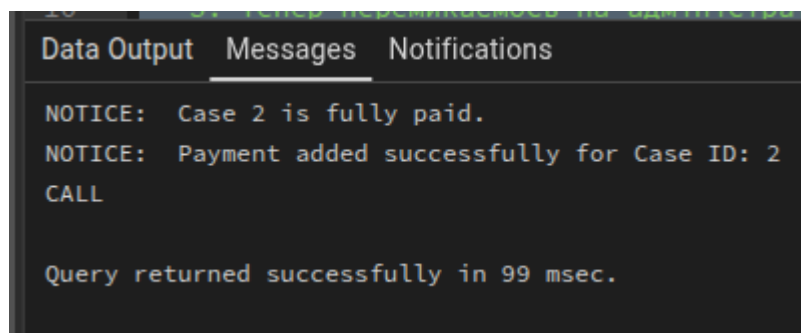 Data Output Messages Notifications
NOTICE:  Case 2 is fully paid.
NOTICE:  Payment added successfully for Case ID: 2
CALL
Query returned successfully in 99 msec.